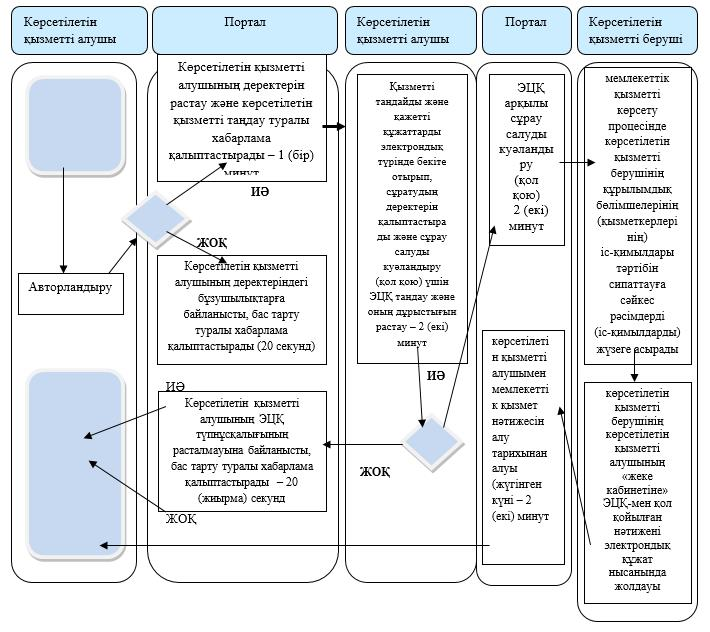 Көрсетілетін
қызметті алушы
Портал
Көрсетілетін
қызметті алушы
Портал
Көрсетілетін
қызметті беруші
Авторландыру
Көрсетілетін қызметті
алушының деректерін
растау және көрсетілетін
қызметті таңдау туралы
хабарлама
қалыптастырады – 1 (бір)
минут
ИӘ
ЖОҚ
Көрсетілетін қызметті
алушының деректеріндегі
бұзушылықтарға
байланысты, бас тарту
туралы хабарлама
қалыптастырады (20 секунд)
ИӘ
Көрсетілетін қызметті
алушының ЭЦҚ
түпнұсқалығының
расталмауына байланысты,
бас тарту туралы хабарлама
қалыптастырады – 20
(жиырма) секунд
ЖОҚ
Қызметті
таңдайды және
қажетті
құжаттарды
электрондық
түрінде бекіте
отырып,
сұратудың
деректерін
қалыптастыра
ды және сұрау
салуды
куәландыру
(қол қою) үшін
ЭЦҚ таңдау және
оның дұрыстығын
растау – 2 (екі)
минут
ИӘ
ЖОҚ
ЭЦҚ
арқылы
сұрау
салуды
куәланды
ру
(қол
қою)
2 (екі)
минут
көрсетілеті
н қызметті
алушымен
мемлекетті
к қызмет
нәтижесін
алу
тарихынан
алуы
(жүгінген
күні – 2
(екі) минут
мемлекеттік
қызметті
көрсету
процесінде
көрсетілетін
қызметті
берушінің
құрылымдық
бөлімшелерінің
(қызметкерлері
нің)
іс-қимылдары
тәртібін
сипаттауға
сәйкес
рәсімдерді
(іс-қимылдарды)
жүзеге асырады
көрсетілетін
қызметті
берушінің
көрсетілетін
қызметті
алушының
«жеке
кабинетіне»
ЭЦҚ-мен қол
қойылған
нәтижені
электрондық
құжат
нысанында
жолдауы